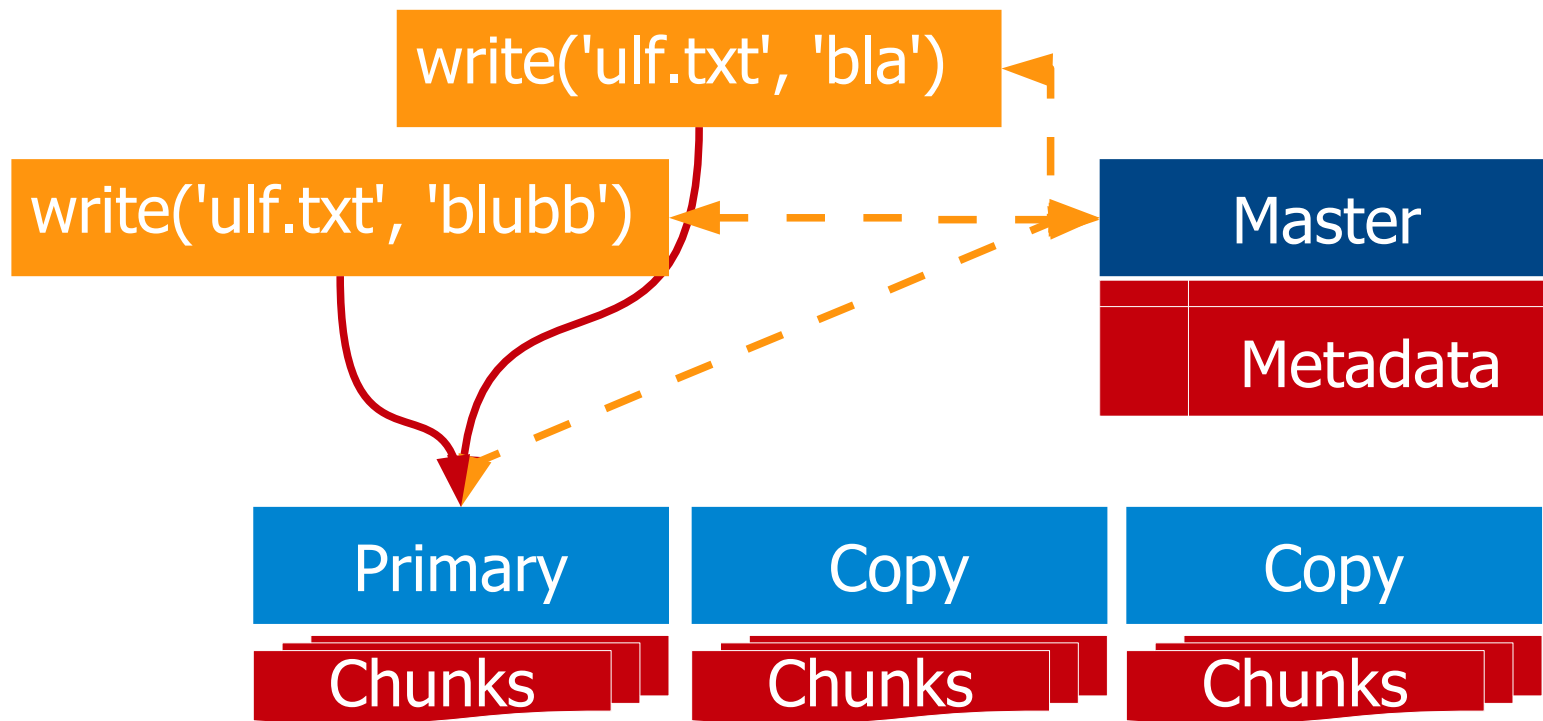 write('ulf.txt', 'bla')
write('ulf.txt', 'blubb')
Master
Metadata
Primary
Copy
Copy
Chunks
Chunks
Chunks